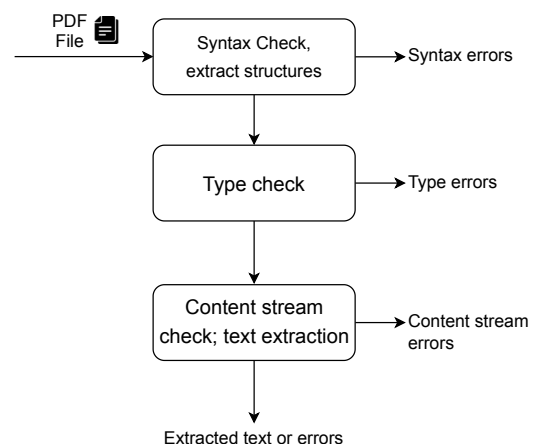 PDF
File
Syntax Check,
extract structures
Syntax errors
Type check
Type errors
Content stream
check; text extraction
Content stream
errors
Extracted text or errors